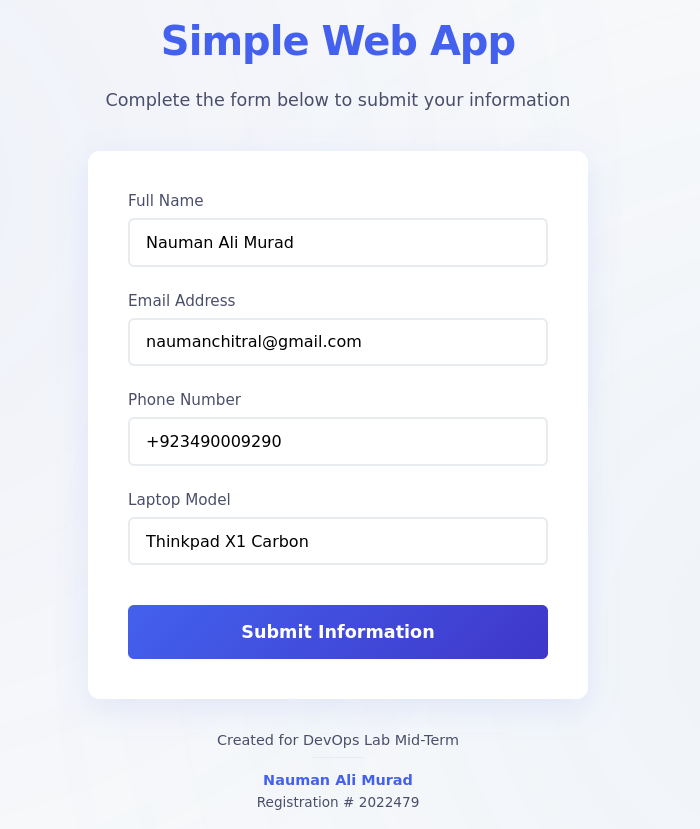 Simple Web App
Complete the form below to submit your information
Full Name
Nauman Ali Murad
Email Address
naumanchitral@gmail.com
Phone Number
+923490009290
Laptop Model
Thinkpad X1 Carbon
Submit Information
Created for DevOps Lab Mid-Term
Nauman Ali Murad
Registration # 2022479